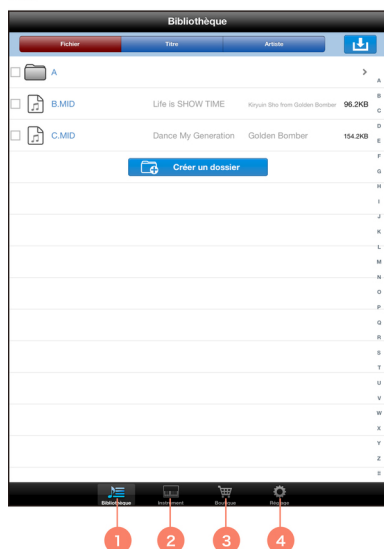 Bibliothèque
Fichier Titre Artiste
A >
B.MID Life is SHOW TIME Kiryuin Sho from Golden Bomber 96.2KB
C.MID Dance My Generation Golden Bomber 154.2KB
Créer un dossier
A
B
C
D
E
F
G
H
I
J
K
L
M
N
O
P
Q
R
S
T
U
V
W
X
Y
Z
#
Bibliothèque Instrument Boutique Réglage
1 2 3 4